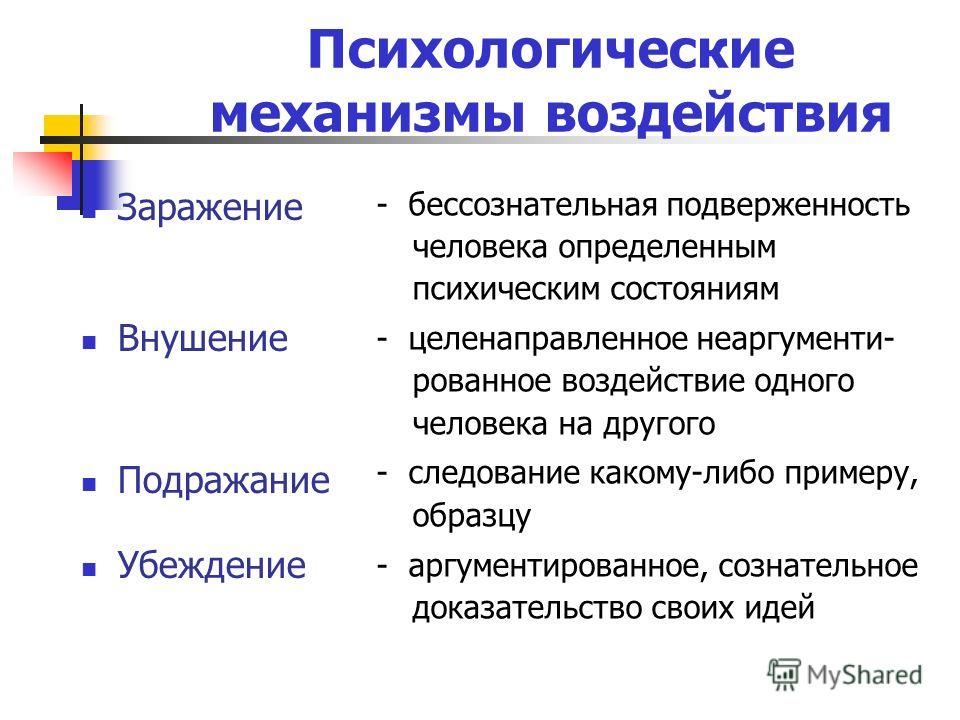 Психологические
механизмы воздействия
Заражение
- бессознательная подверженность
человека определенным
психическим состояниям
Внушение
- целенаправленное неаргументи-
рованное воздействие одного
человека на другого
Подражание
- следование какому-либо примеру,
образцу
Убеждение
- аргументированное, сознательное
доказательство своих идей
MyShared